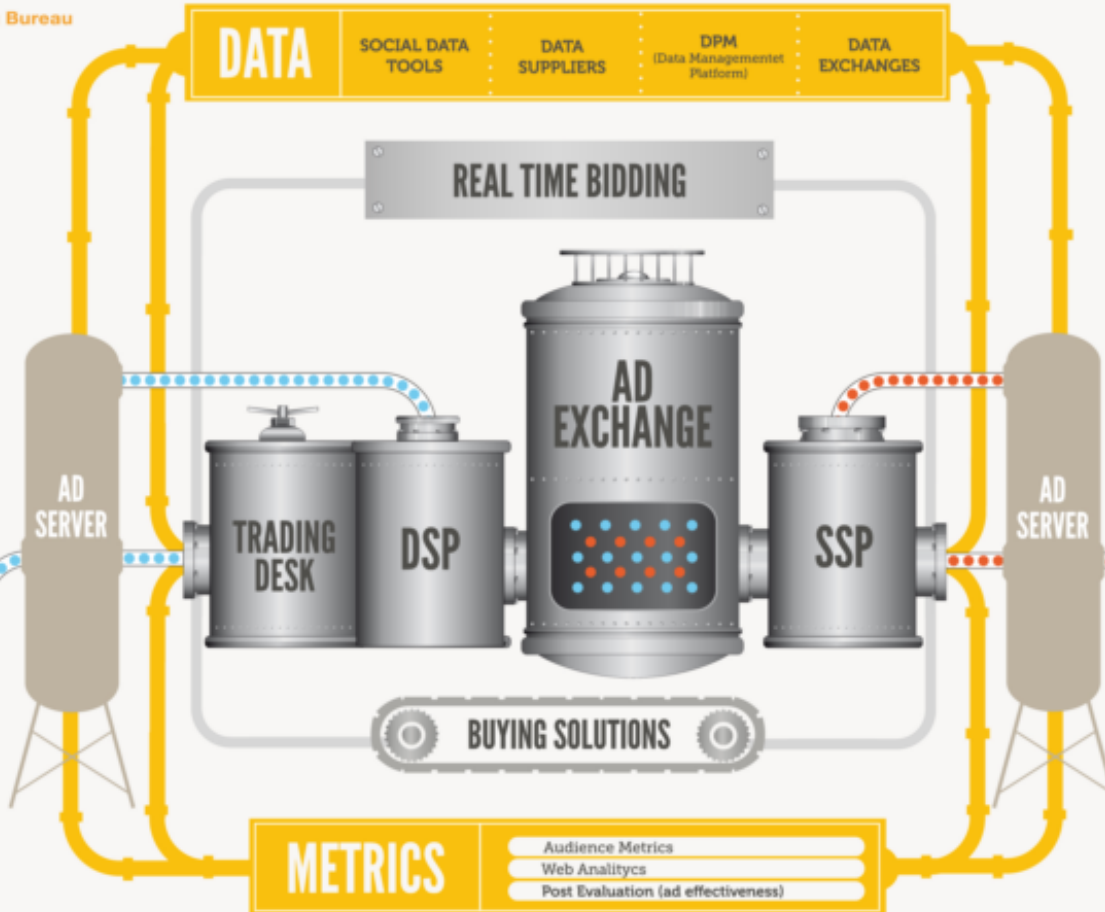 Bureau
DATA
SOCIAL DATA
TOOLS
DATA
SUPPLIERS
DPM
(Data Managementet
Platform)
DATA
EXCHANGES
REAL TIME BIDDING
AD
EXCHANGE
AD
SERVER
TRADING
DESK
DSP
SSP
AD
SERVER
BUYING SOLUTIONS
METRICS
Audience Metrics
Web Analitycs
Post Evaluation (ad effectiveness)